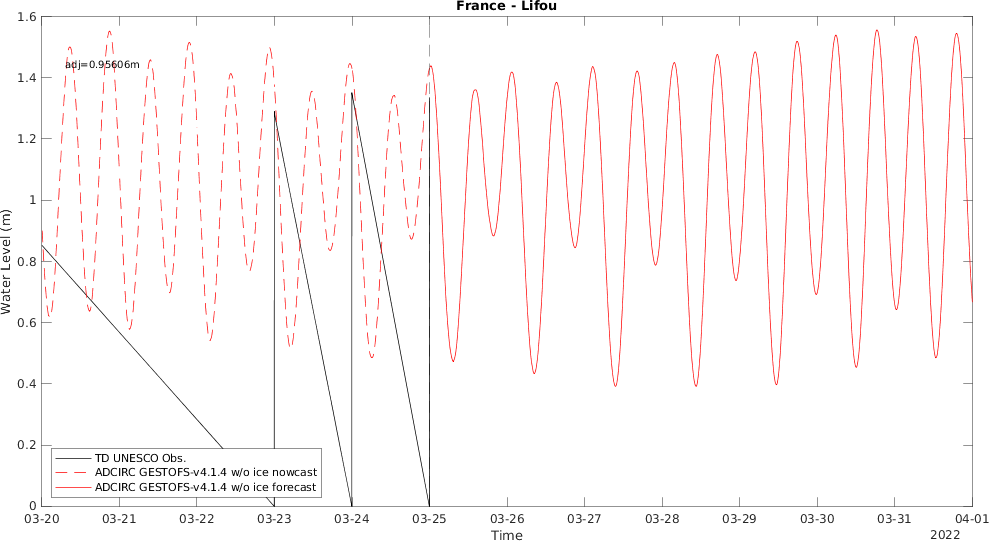 France - Lifou
adj=0.95606m
Water Level (m)
1.6
1.4
1.2
1
0.8
0.6
0.4
0.2
0
TD UNESCO Obs.
ADCIRC GESTOFS-v4.1.4 w/o ice nowcast
ADCIRC GESTOFS-v4.1.4 w/o ice forecast
03-20 03-21 03-22 03-23 03-24 03-25 03-26 03-27 03-28 03-29 03-30 03-31 04-01
Time
2022